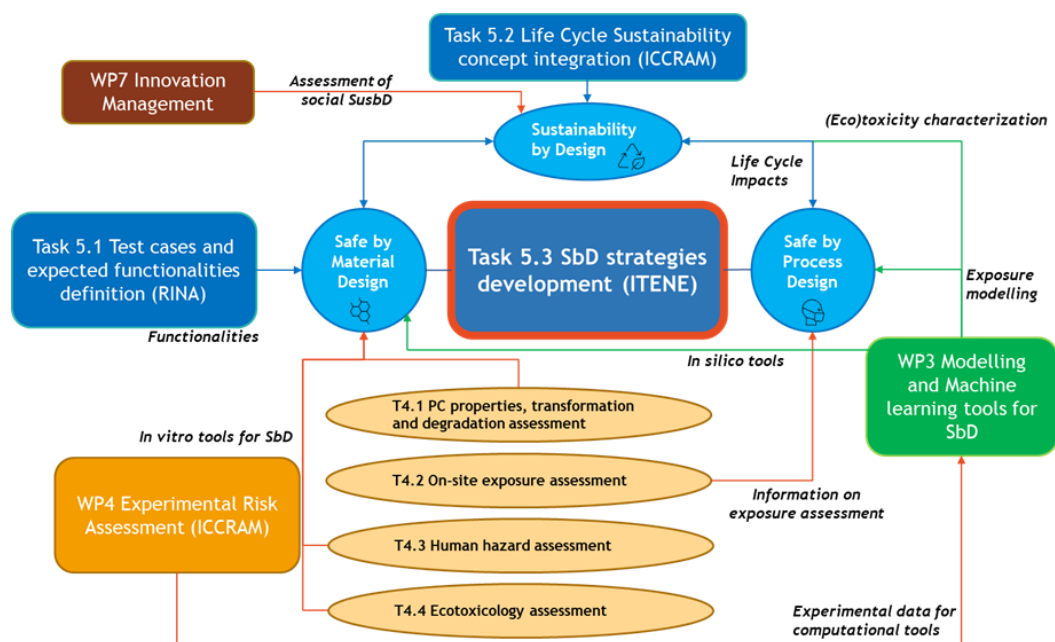 Task 5.2 Life Cycle Sustainability
concept integration (ICCRAM)
WP7 Innovation
Management
Assessment of
social SusbD
Sustainability
by Design
(Eco)toxicity characterization
Life Cycle
Impacts
Task 5.1 Test cases and
expected functionalities
definition (RINA)
Functionalities
Safe by
Material
Design
Task 5.3 SbD strategies
development (ITENE)
Safe by
Process
Design
Exposure
modelling
In silico tools
WP3 Modelling
and Machine
learning tools for
SbD
In vitro tools for SbD
T4.1 PC properties, transformation
and degradation assessment
WP4 Experimental Risk
Assessment (ICCRAM)
T4.2 On-site exposure assessment
Information on
exposure assessment
T4.3 Human hazard assessment
T4.4 Ecotoxicology assessment
Experimental data for
computational tools